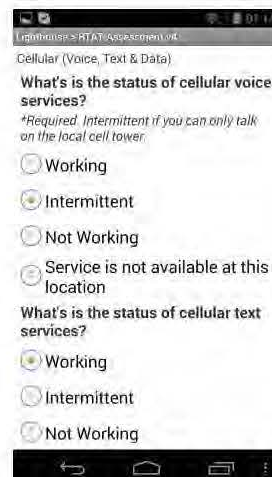 Lighthouse > RTAT Assessment v4
Cellular (Voice, Text & Data)
What's is the status of cellular voice
services?
*Required. Intermittent if you can only talk
on the local cell tower.
Working
Intermittent
Not Working
Service is not available at this
location
What's is the status of cellular text
services?
Working
Intermittent
Not Working